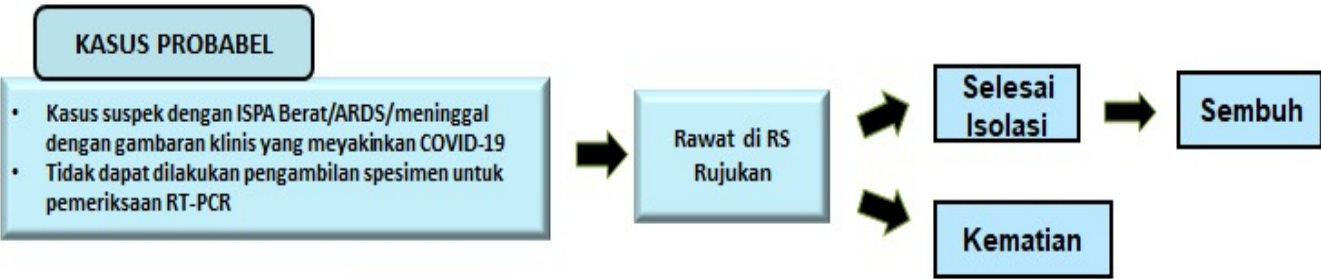 KASUS PROBABEL
• Kasus suspek dengan ISPA Berat/ARDS/meninggal
dengan gambaran klinis yang meyakinkan COVID-19
• Tidak dapat dilakukan pengambilan spesimen untuk
pemeriksaan RT-PCR
Rawat di RS
Rujukan
Selesai
Isolasi
Sembuh
Kematian